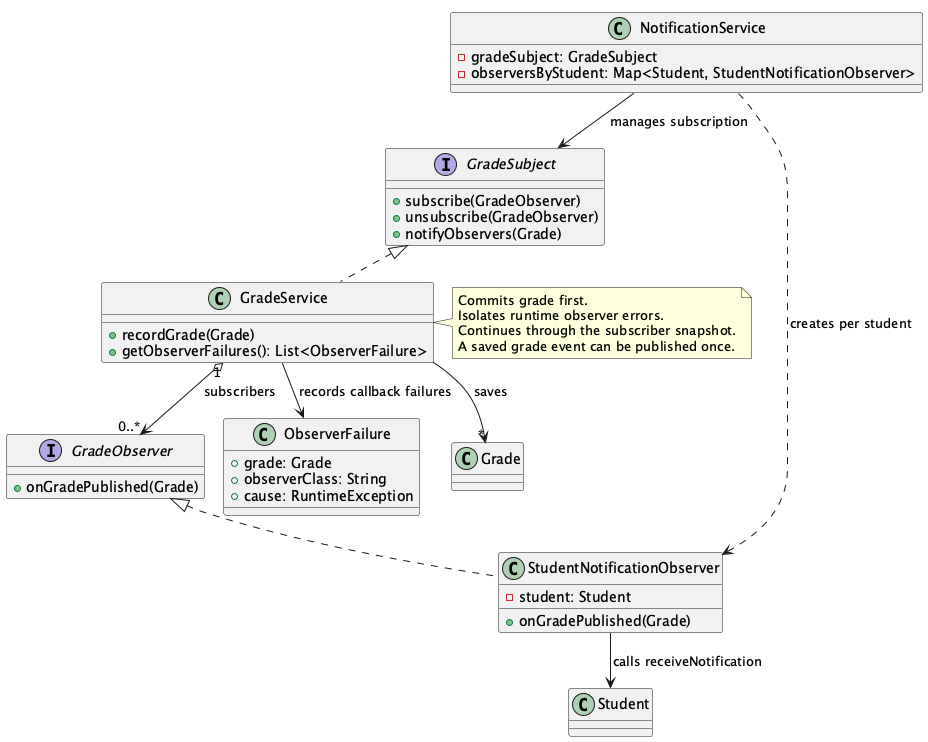 C NotificationService
gradeSubject: GradeSubject
observersByStudent: Map<Student, StudentNotificationObserver>
manages subscription
I GradeSubject
subscribe(GradeObserver)
unsubscribe(GradeObserver)
notifyObservers(Grade)
C GradeService
recordGrade(Grade)
getObserverFailures(): List<ObserverFailure>
Commits grade first.
Isolates runtime observer errors.
Continues through the subscriber snapshot.
A saved grade event can be published once.
creates per student
1
subscribers
records callback failures
saves
0..*
*
I GradeObserver
onGradePublished(Grade)
C ObserverFailure
grade: Grade
observerClass: String
cause: RuntimeException
C Grade
C StudentNotificationObserver
student: Student
onGradePublished(Grade)
calls receiveNotification
C Student